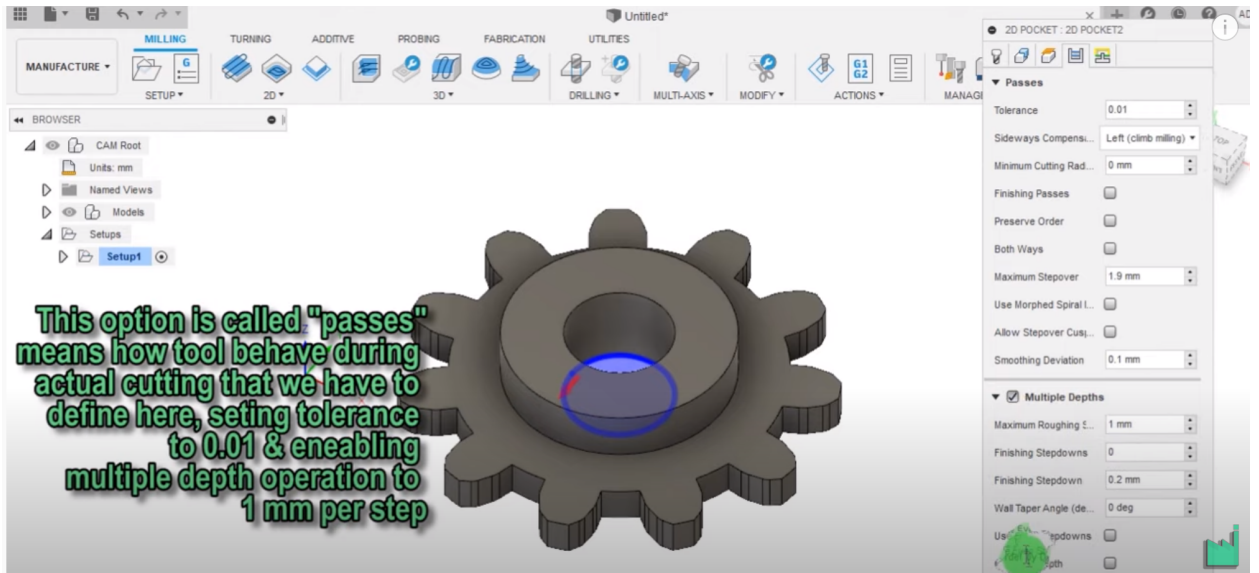 Untitled*
AD
MILLING
TURNING
ADDITIVE
PROBING
FABRICATION
UTILITIES
MANUFACTURE
G
G1
G2
SETUP
2D
3D
DRILLING
MULTI-AXIS
MODIFY
ACTIONS
MANAG
BROWSER
CAM Root
Units: mm
Named Views
Models
Setups
Setup1
This option is called "passes"
means how tool behave during
actual cutting that we have to
define here, seting tolerance
to 0.01 & eneabling
multiple depth operation to
1 mm per step
Z
2D POCKET : 2D POCKET2
Passes
Tolerance 0.01
Sideways Compens... Left (climb milling)
Minimum Cutting Rad... 0 mm
Finishing Passes
Preserve Order
Both Ways
Maximum Stepover 1.9 mm
Use Morphed Spiral I...
Allow Stepover Cusp...
Smoothing Deviation 0.1 mm
Multiple Depths
Maximum Roughing S... 1 mm
Finishing Stepdowns 0
Finishing Stepdown 0.2 mm
Wall Taper Angle (de... 0 deg
TOP